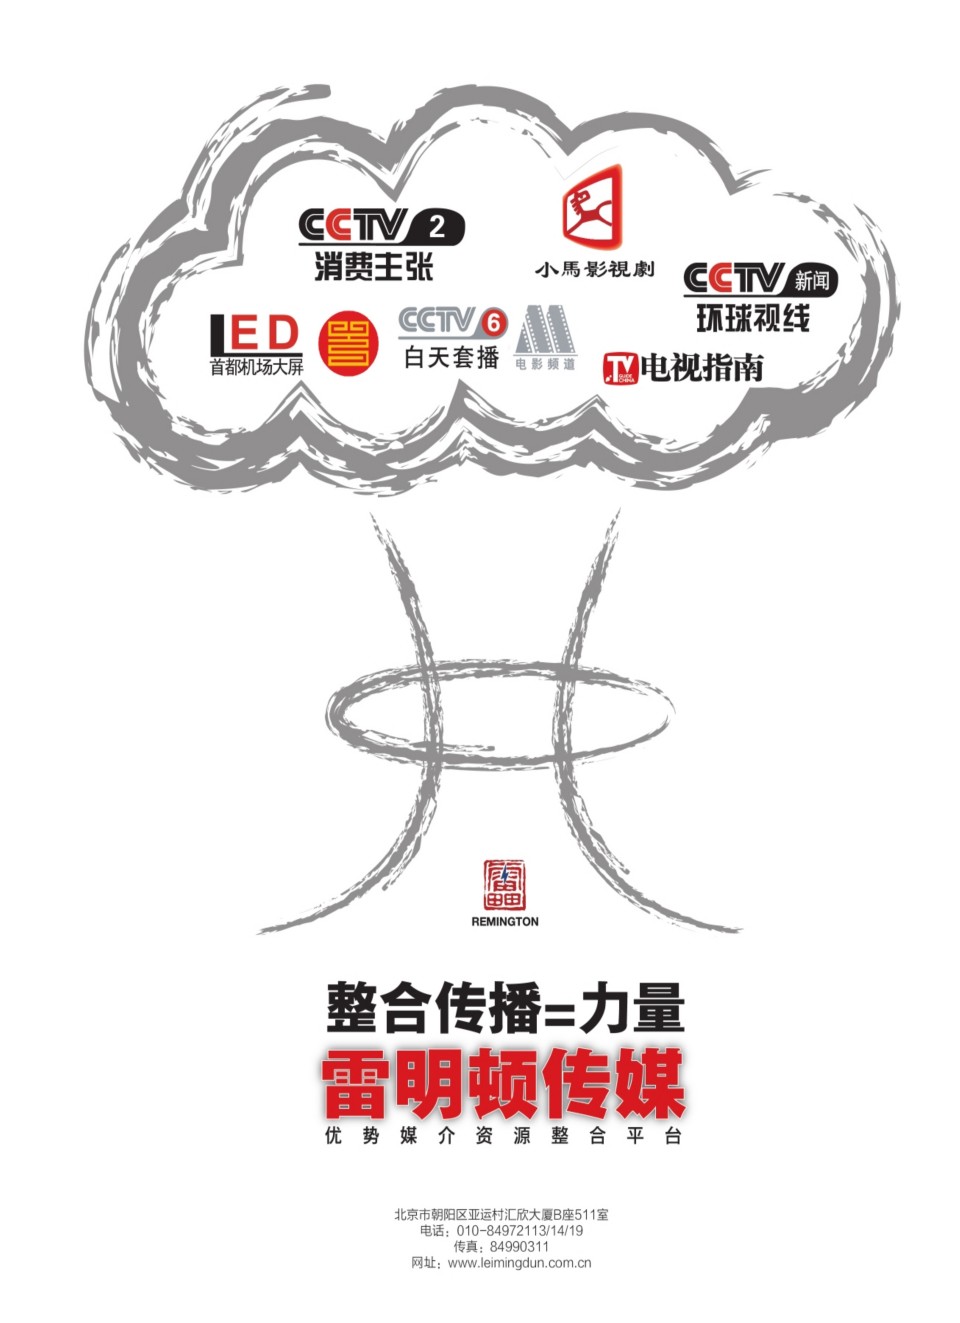 CCTV 2
消费主张
小馬影視劇
CCTV 新闻
环球视线
LED
首都机场大屏
CCTV 6
白天套播
电影频道
TV GUIDE CHINA 电视指南
雷
REMINGTON
整合传播=力量
雷明顿传媒
优势媒介资源整合平台
北京市朝阳区亚运村汇欣大厦B座511室
电话：010-84972113/14/19
传真：84990311
网址：www.leimingdun.com.cn